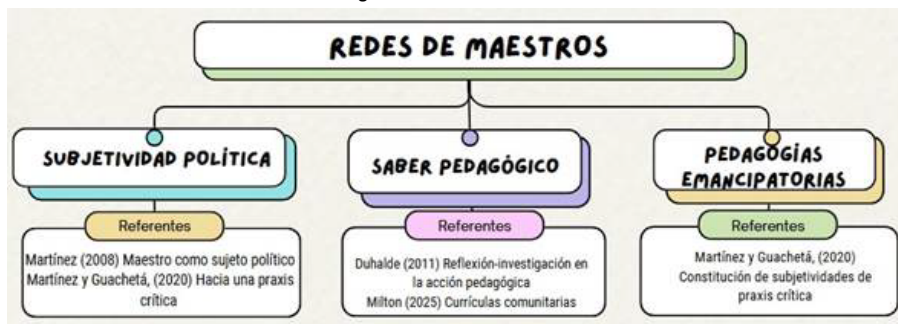 REDES DE MAESTROS
SUBJETIVIDAD POLÍTICA
Referentes
Martínez (2008) Maestro como sujeto político
Martínez y Guachetá, (2020) Hacia una praxis
crítica
SABER PEDAGÓGICO
Referentes
Duhalde (2011) Reflexión-investigación en
la acción pedagógica
Milton (2025) Currículas comunitarias
PEDAGOGÍAS
EMANCIPATORIAS
Referentes
Martínez y Guachetá, (2020)
Constitución de subjetividades de
praxis crítica